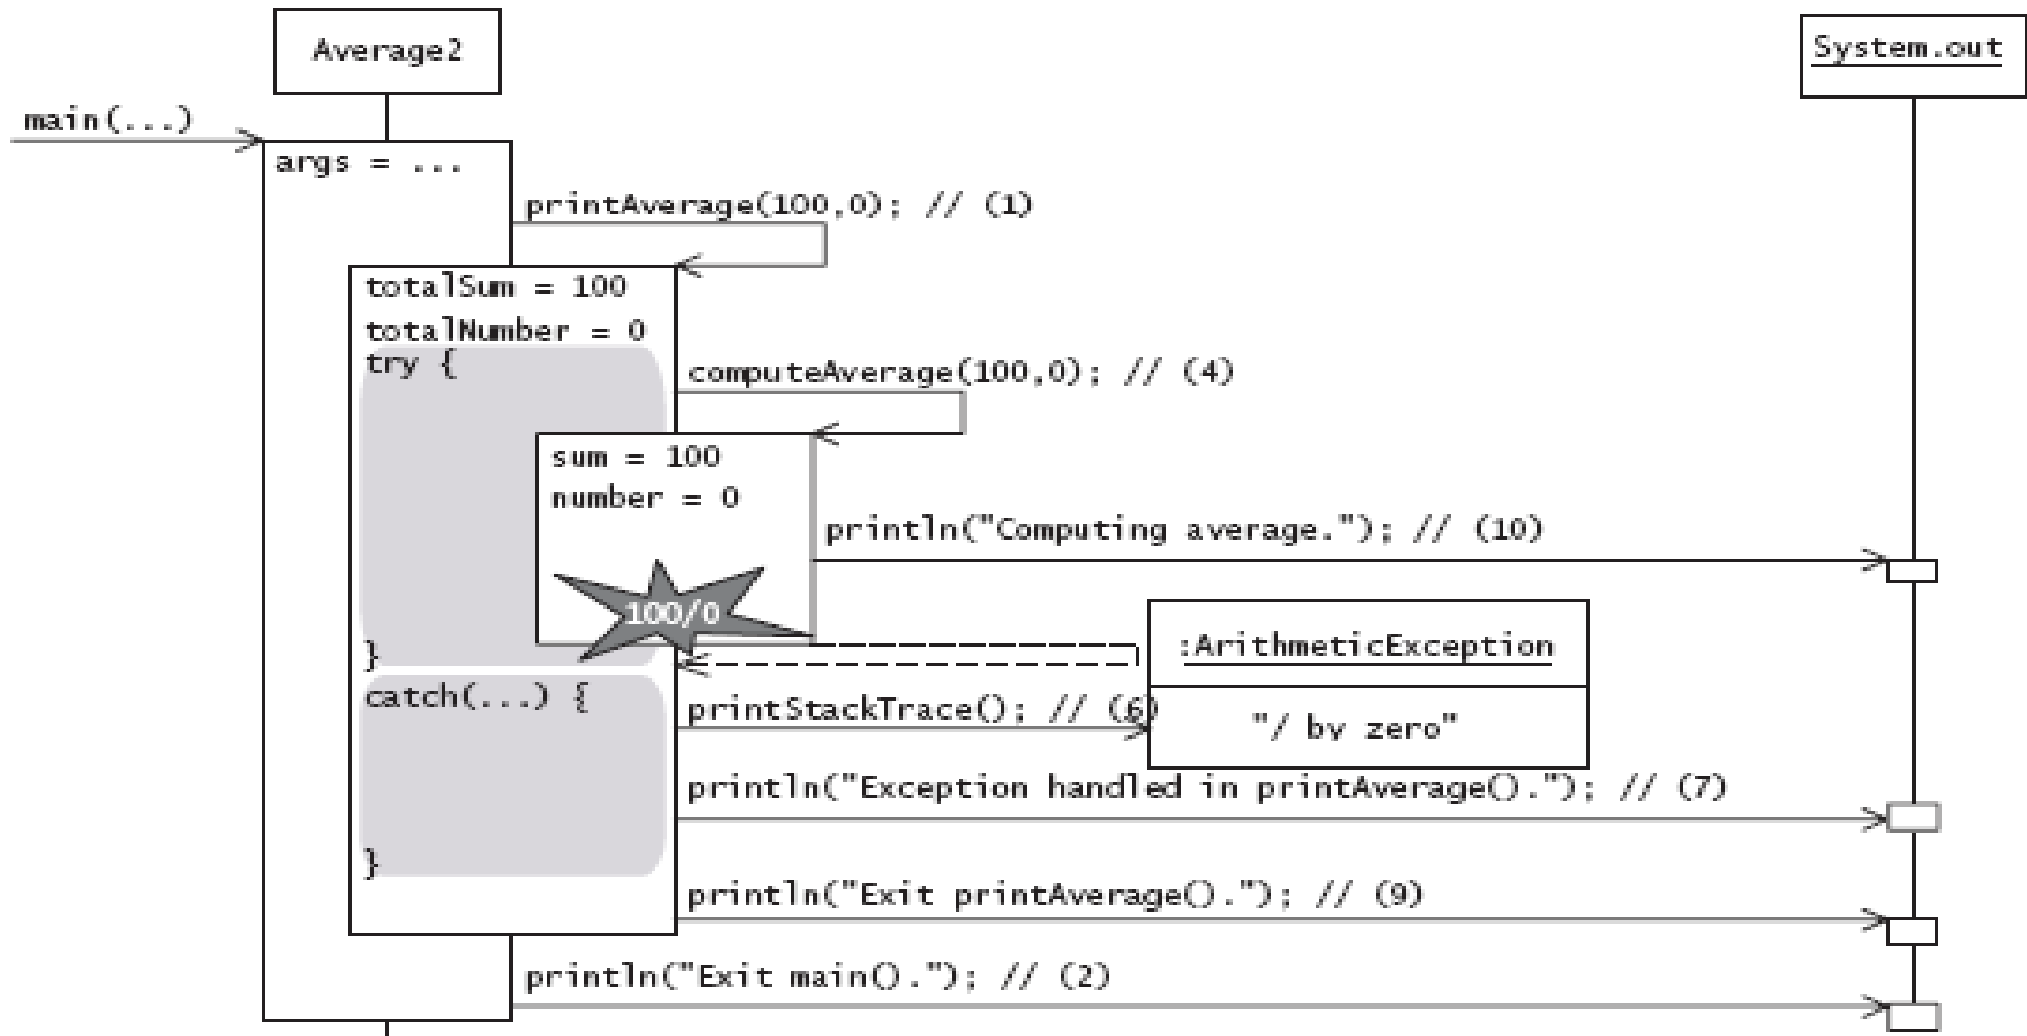 Average2
System.out
main(...)
args = ...
printAverage(100,0); // (1)
totalSum = 100
totalNumber = 0
try {
computeAverage(100,0); // (4)
sum = 100
number = 0
println("Computing average."); // (10)
100/0
}
:ArithmeticException
"/ by zero"
catch(...) {
printStackTrace(); // (6)
println("Exception handled in printAverage()."); // (7)
}
println("Exit printAverage()."); // (9)
println("Exit main()."); // (2)